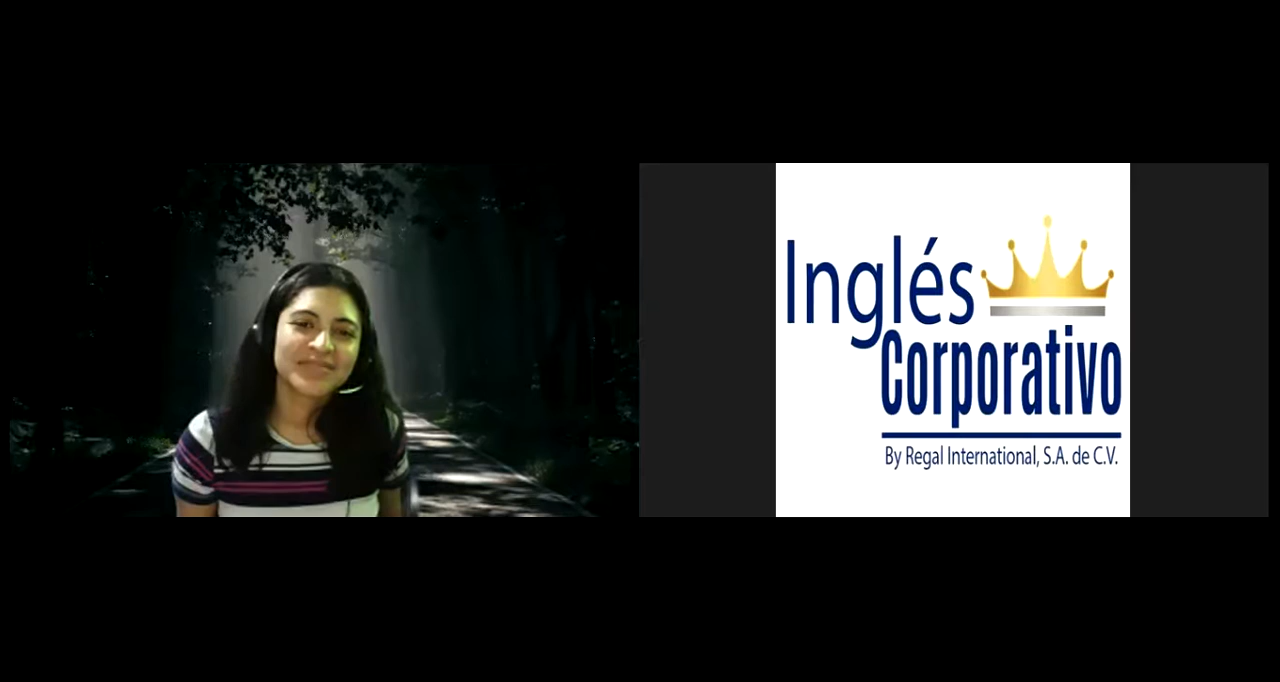 Inglés
Corporativo
By Regal International, S.A. de C.V.